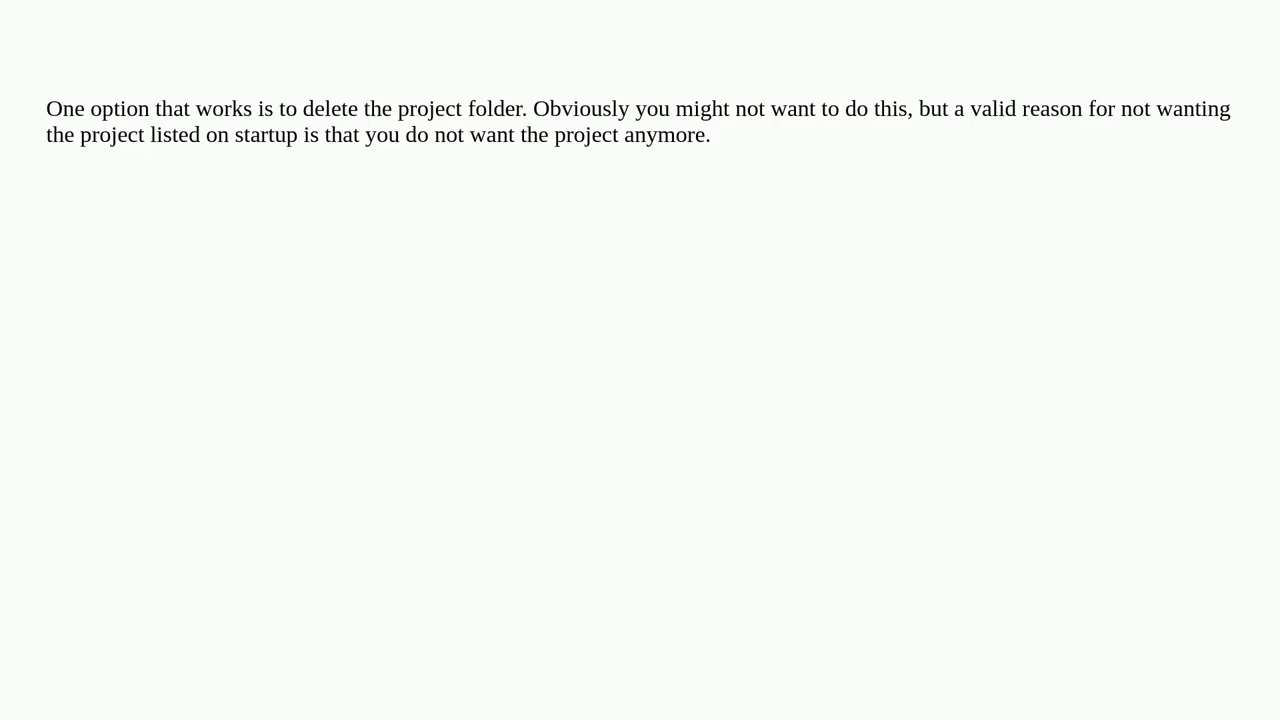 One option that works is to delete the project folder. Obviously you might not want to do this, but a valid reason for not wanting
the project listed on startup is that you do not want the project anymore.